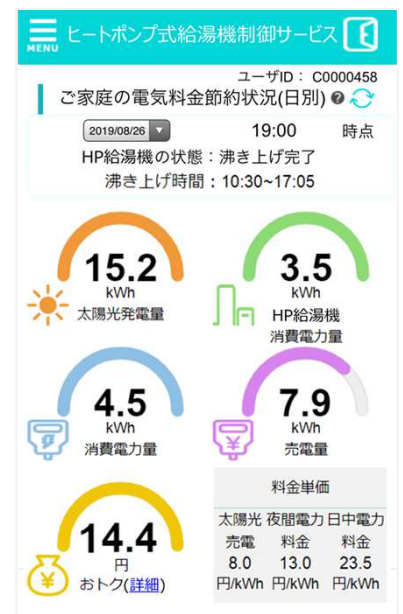 ヒートポンプ式給湯機制御サービス
MENU
ユーザID： C0000458
ご家庭の電気料金節約状況(日別) ?
2019/08/26 19:00 時点
HP給湯機の状態：沸き上げ完了
沸き上げ時間：10:30~17:05
15.2
kWh
太陽光発電量
3.5
kWh
HP給湯機
消費電力量
4.5
kWh
消費電力量
¥
7.9
kWh
売電量
¥
14.4
円
おトク(詳細)
料金単価
太陽光 夜間電力 日中電力
売電 料金 料金
8.0 13.0 23.5
円/kWh 円/kWh 円/kWh